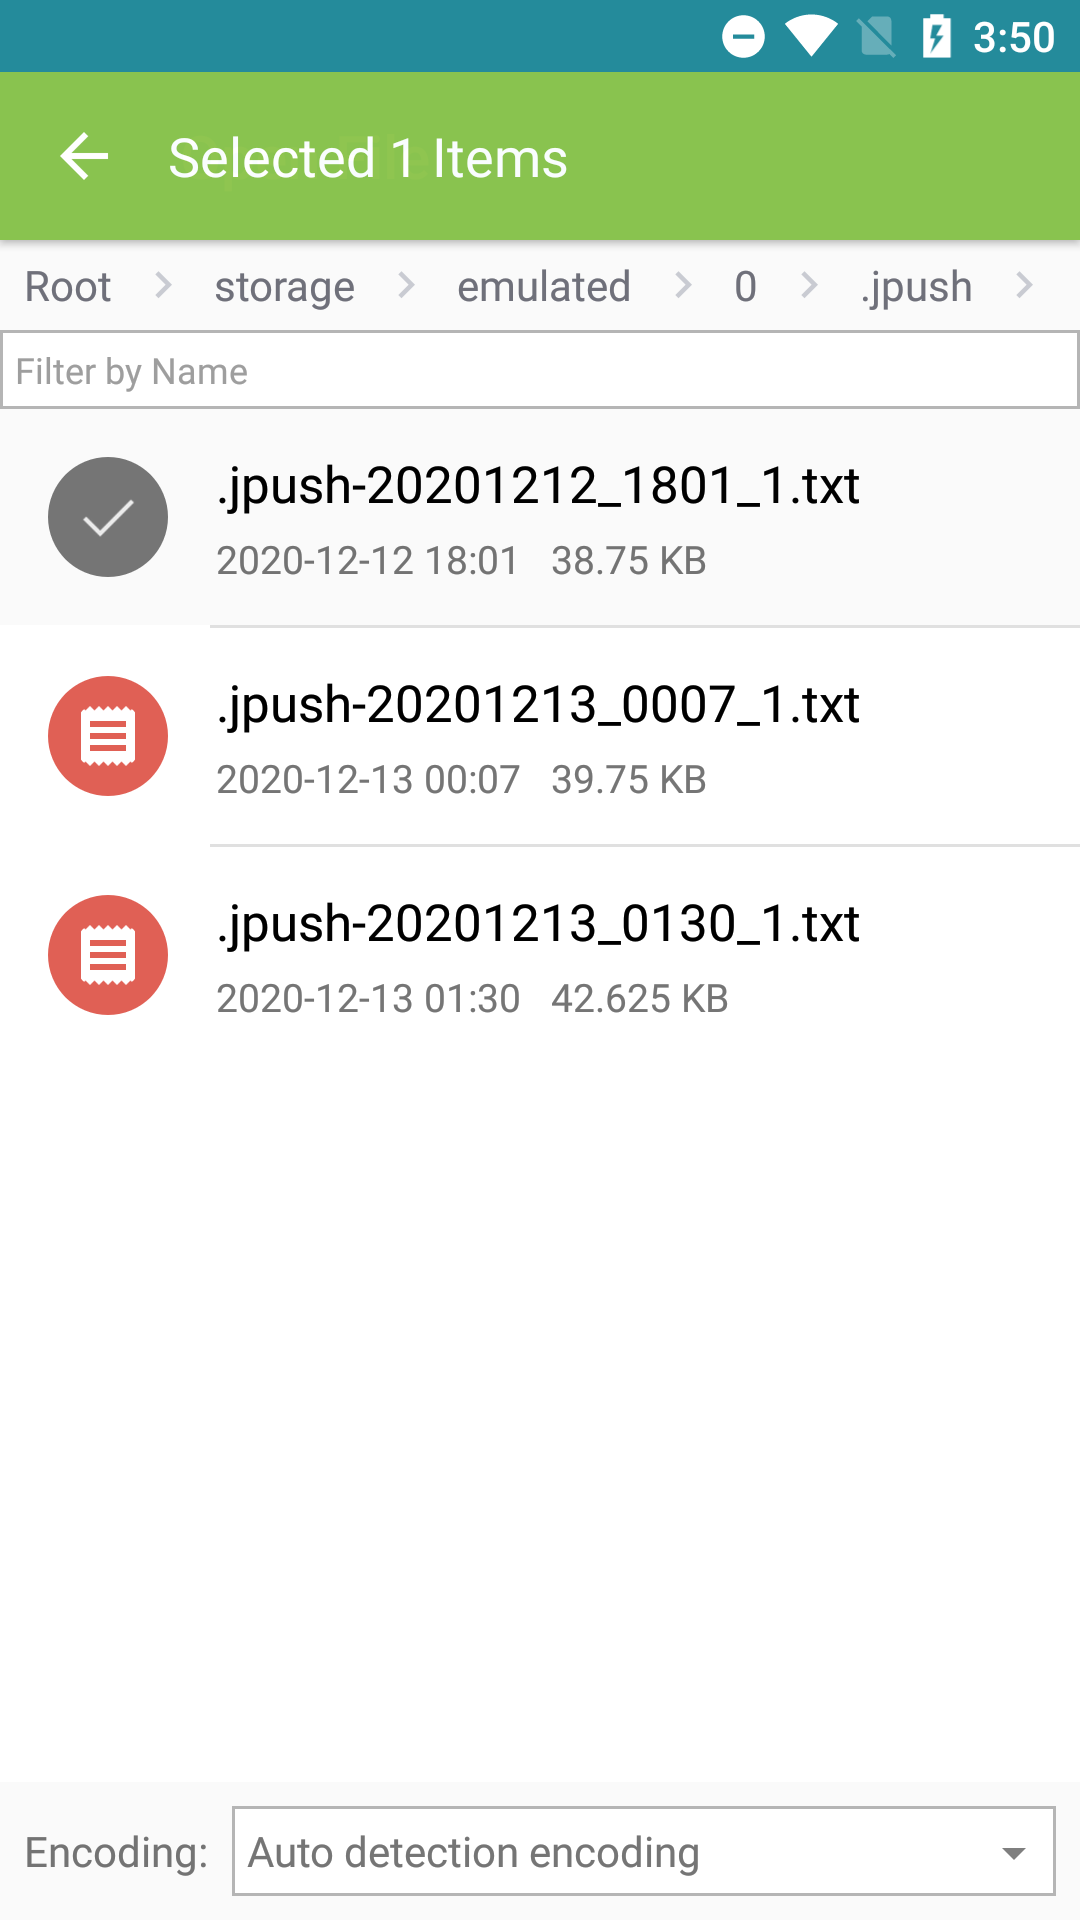 3:50
Selected 1 Items
Root storage emulated 0 .jpush
Filter by Name
.jpush-20201212_1801_1.txt
2020-12-12 18:01 38.75 KB
.jpush-20201213_0007_1.txt
2020-12-13 00:07 39.75 KB
.jpush-20201213_0130_1.txt
2020-12-13 01:30 42.625 KB
Encoding: Auto detection encoding